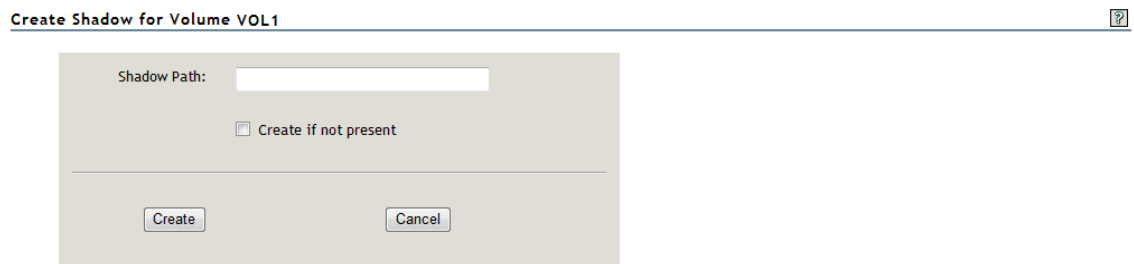 Create Shadow for Volume VOL1
?
Shadow Path:
Create if not present
Create
Cancel